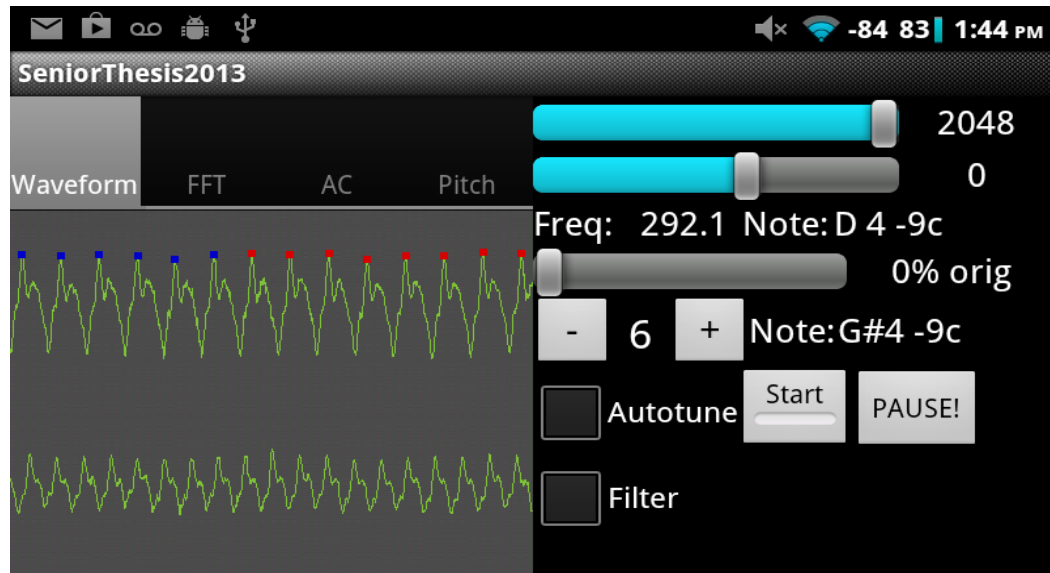 -84 83 1:44 PM
SeniorThesis2013
Waveform FFT AC Pitch
2048
0
Freq: 292.1 Note: D 4 -9c
0% orig
- 6 + Note: G#4 -9c
Autotune Start PAUSE!
Filter